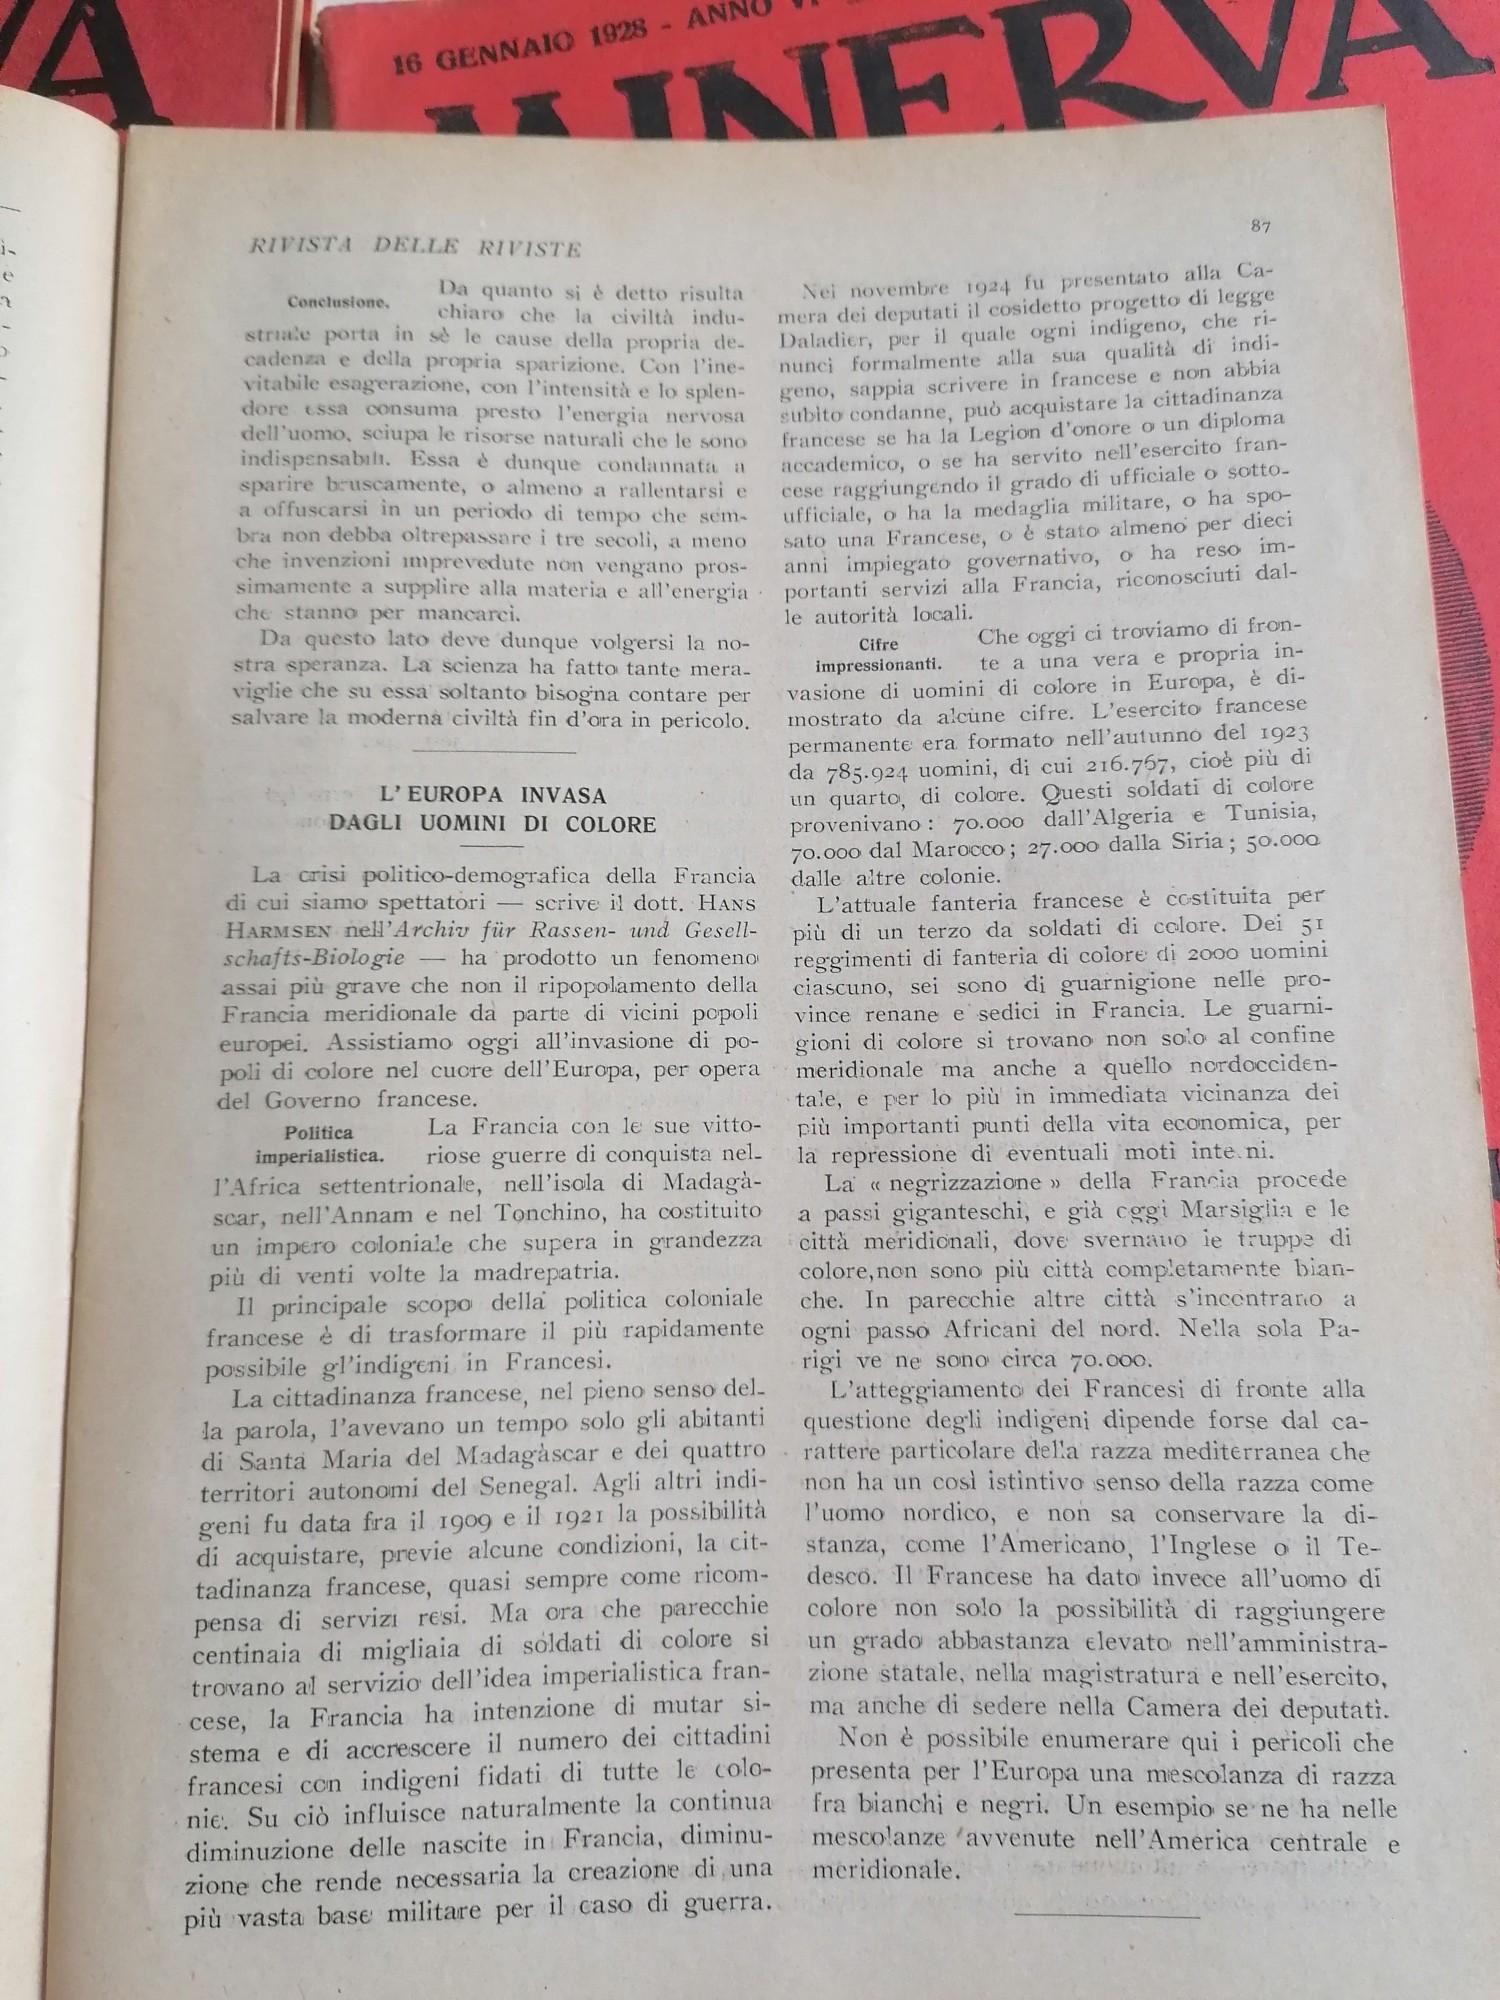 16 GENNAIO 1928 - ANNO
MINERVA
RIVISTA DELLE RIVISTE
87
Conclusione.
Da quanto si è detto risulta
chiaro che la civiltà indu-
striale porta in sè le cause della propria de-
cadenza e della propria sparizione. Con l'ine-
vitabile esagerazione, con l'intensità e lo splen-
dore essa consuma presto l'energia nervosa
dell'uomo, sciupa le risorse naturali che le sono
indispensabili. Essa è dunque condannata a
sparire bruscamente, o almeno a rallentarsi e
a offuscarsi in un periodo di tempo che sem-
bra non debba oltrepassare i tre secoli, a meno
che invenzioni imprevedute non vengano pros-
simamente a supplire alla materia e all'energia
che stanno per mancarci.
Da questo lato deve dunque volgersi la no-
stra speranza. La scienza ha fatto tante mera-
viglie che su essa soltanto bisogna contare per
salvare la moderna civiltà fin d'ora in pericolo.
L'EUROPA INVASA
DAGLI UOMINI DI COLORE
La crisi politico-demografica della Francia
di cui siamo spettatori — scrive il dott. HANS
HARMSEN nell'Archiv für Rassen- und Gesell-
schafts-Biologie — ha prodotto un fenomeno
assai più grave che non il ripopolamento della
Francia meridionale da parte di vicini popoli
europei. Assistiamo oggi all'invasione di po-
poli di colore nel cuore dell'Europa, per opera
del Governo francese.
Politica
imperialistica.
La Francia con le sue vitto-
riose guerre di conquista nel-
l'Africa settentrionale, nell'isola di Madagà-
scar, nell'Annam e nel Tonchino, ha costituito
un impero coloniale che supera in grandezza
più di venti volte la madrepatria.
Il principale scopo della politica coloniale
francese è di trasformare il più rapidamente
possibile gl'indigeni in Francesi.
La cittadinanza francese, nel pieno senso del-
la parola, l'avevano un tempo solo gli abitanti
di Santa Maria del Madagàscar e dei quattro
territori autonomi del Senegal. Agli altri indi-
geni fu data fra il 1909 e il 1921 la possibilità
di acquistare, previe alcune condizioni, la cit-
tadinanza francese, quasi sempre come ricom-
pensa di servizi resi. Ma ora che parecchie
centinaia di migliaia di soldati di colore si
trovano al servizio dell'idea imperialistica fran-
cese, la Francia ha intenzione di mutar si-
stema e di accrescere il numero dei cittadini
francesi con indigeni fidati di tutte le colo-
nie. Su ciò influisce naturalmente la continua
diminuzione delle nascite in Francia, diminu-
zione che rende necessaria la creazione di una
più vasta base militare per il caso di guerra.
Nei novembre 1924 fu presentato alla Ca-
mera dei deputati il cosidetto progetto di legge
Daladier, per il quale ogni indigeno, che ri-
nunci formalmente alla sua qualità di indi-
geno, sappia scrivere in francese e non abbia
subito condanne, può acquistare la cittadinanza
francese se ha la Legion d'onore o un diploma
accademico, o se ha servito nell'esercito fran-
cese raggiungendo il grado di ufficiale o sotto-
ufficiale, o ha la medaglia militare, o ha spo-
sato una Francese, o è stato almeno per dieci
anni impiegato governativo, o ha reso im-
portanti servizi alla Francia, riconosciuti dal-
le autorità locali.
Cifre
impressionanti.
Che oggi ci troviamo di fron-
te a una vera e propria in-
vasione di uomini di colore in Europa, è di-
mostrato da alcune cifre. L'esercito francese
permanente era formato nell'autunno del 1923
da 785.924 uomini, di cui 216.767, cioè più di
un quarto, di colore. Questi soldati di colore
provenivano: 70.000 dall'Algeria e Tunisia,
70.000 dal Marocco; 27.000 dalla Siria; 50.000
dalle altre colonie.
L'attuale fanteria francese è costituita per
più di un terzo da soldati di colore. Dei 51
reggimenti di fanteria di colore di 2000 uomini
ciascuno, sei sono di guarnigione nelle pro-
vince renane e sedici in Francia. Le guarni-
gioni di colore si trovano non solo al confine
meridionale ma anche a quello nordocciden-
tale, e per lo più in immediata vicinanza dei
più importanti punti della vita economica, per
la repressione di eventuali moti interni.
La « negrizzazione » della Francia procede
a passi giganteschi, e già oggi Marsiglia e le
città meridionali, dove svernano le truppe di
colore,non sono più città completamente bian-
che. In parecchie altre città s'incontrano a
ogni passo Africani del nord. Nella sola Pa-
rigi ve ne sono circa 70.000.
L'atteggiamento dei Francesi di fronte alla
questione degli indigeni dipende forse dal ca-
rattere particolare della razza mediterranea che
non ha un così istintivo senso della razza come
l'uomo nordico, e non sa conservare la di-
stanza, come l'Americano, l'Inglese o il Te-
desco. Il Francese ha dato invece all'uomo di
colore non solo la possibilità di raggiungere
un grado abbastanza elevato nell'amministra-
zione statale, nella magistratura e nell'esercito,
ma anche di sedere nella Camera dei deputati.
Non è possibile enumerare qui i pericoli che
presenta per l'Europa una mescolanza di razza
fra bianchi e negri. Un esempio se ne ha nelle
mescolanze avvenute nell'America centrale e
meridionale.